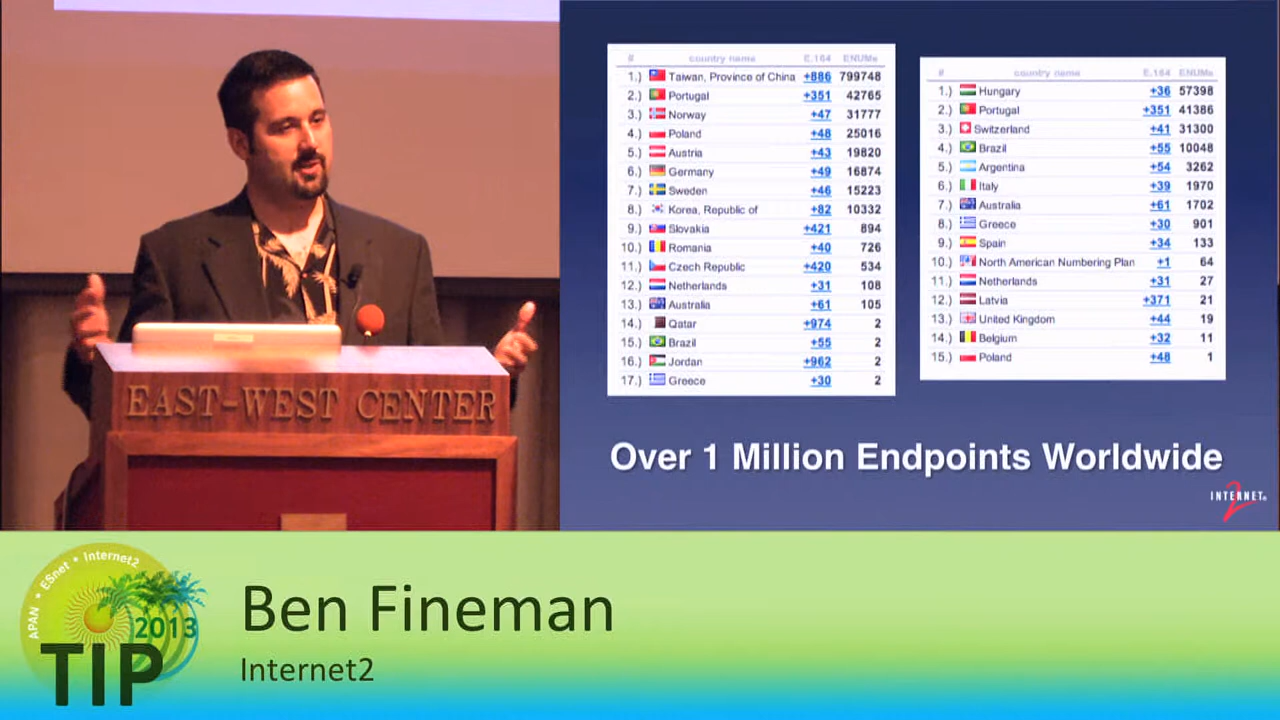 # country name E.164 ENUMs
1.) Taiwan, Province of China +886 799748
2.) Portugal +351 42765
3.) Norway +47 31777
4.) Poland +48 25016
5.) Austria +43 19820
6.) Germany +49 16874
7.) Sweden +46 15223
8.) Korea, Republic of +82 10332
9.) Slovakia +421 894
10.) Romania +40 726
11.) Czech Republic +420 534
12.) Netherlands +31 108
13.) Australia +61 105
14.) Qatar +974 2
15.) Brazil +55 2
16.) Jordan +962 2
17.) Greece +30 2
# country name E.164 ENUMs
1.) Hungary +36 57398
2.) Portugal +351 41386
3.) Switzerland +41 31300
4.) Brazil +55 10048
5.) Argentina +54 3262
6.) Italy +39 1970
7.) Australia +61 1702
8.) Greece +30 901
9.) Spain +34 133
10.) North American Numbering Plan +1 64
11.) Netherlands +31 27
12.) Latvia +371 21
13.) United Kingdom +44 19
14.) Belgium +32 11
15.) Poland +48 1
Over 1 Million Endpoints Worldwide
INTERNET®
2
EAST-WEST CENTER
APAN • ESnet • Internet2
2013
TIP
Ben Fineman
Internet2